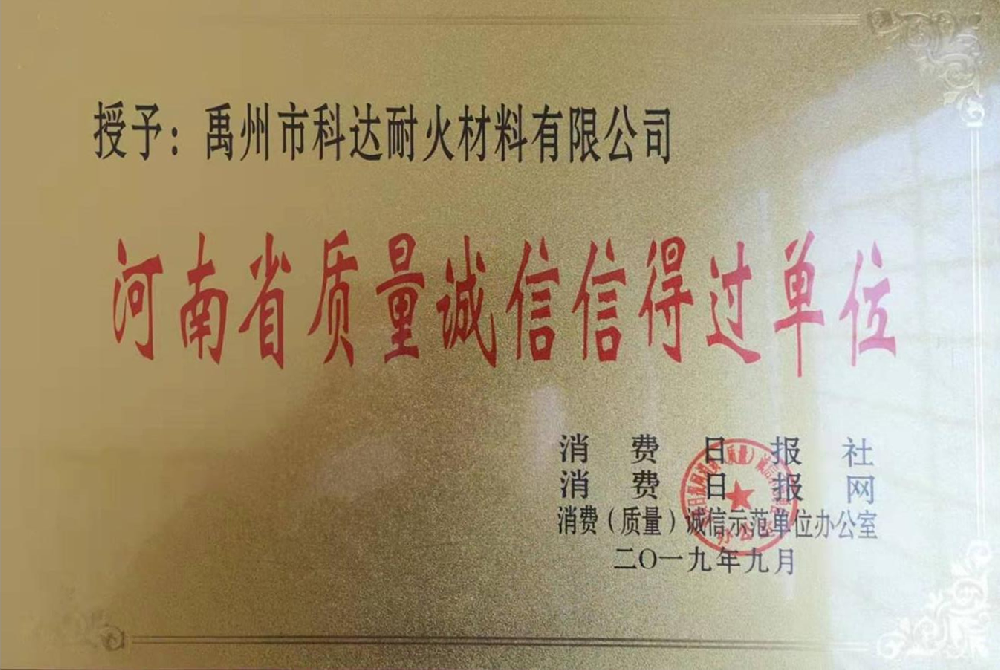 授予：禹州市科达耐火材料有限公司
河南省质量诚信信得过单位
消费日报社
消费日报网
消费（质量）诚信示范单位办公室
二〇一九年九月